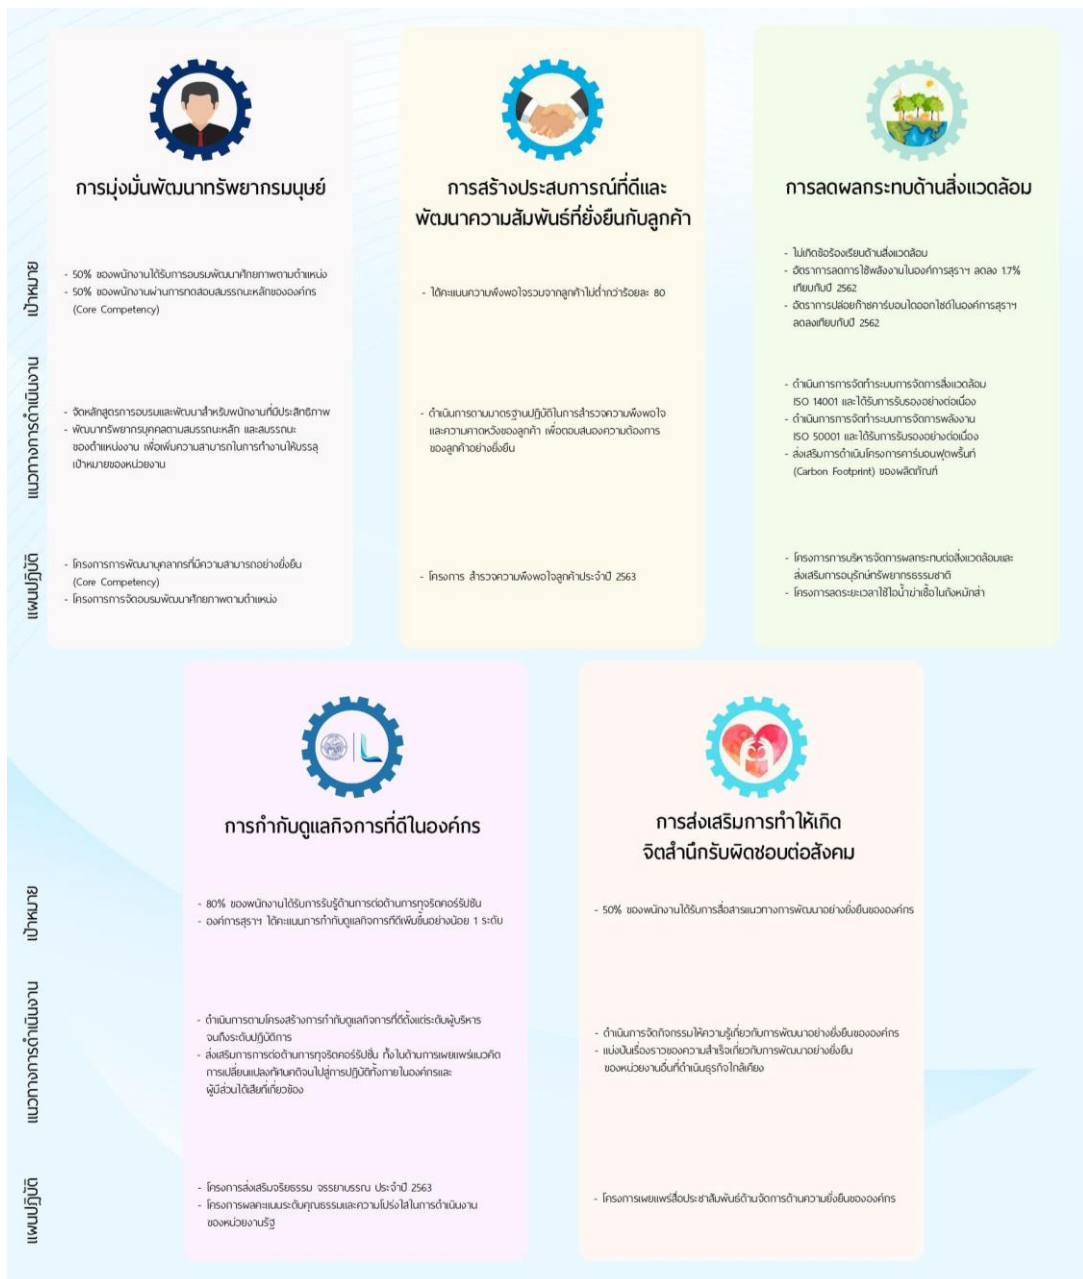 การมุ่งมั่นพัฒนาทรัพยากรมนุษย์
การสร้างประสบการณ์ที่ดีและ
พัฒนาความสัมพันธ์ที่ยั่งยืนกับลูกค้า
การลดผลกระทบด้านสิ่งแวดล้อม
เป้าหมาย
- 50% ของพนักงานได้รับการอบรมพัฒนาศักยภาพตามตำแหน่ง
- 50% ของพนักงานผ่านการทดสอบสมรรถนะหลักขององค์กร
(Core Competency)
- ได้คะแนนความพึงพอใจรวมจากลูกค้าไม่ต่ำกว่าร้อยละ 80
- ไม่เกิดข้อร้องเรียนด้านสิ่งแวดล้อม
- อัตราการลดการใช้พลังงานในองค์การสุราฯ ลดลง 1.7%
เทียบกับปี 2562
- อัตราการปล่อยก๊าซคาร์บอนไดออกไซด์ในองค์การสุราฯ
ลดลงเทียบกับปี 2562
แนวทางการดำเนินงาน
- จัดหลักสูตรการอบรมและพัฒนาสำหรับพนักงานที่มีประสิทธิภาพ
- พัฒนาทรัพยากรบุคคลตามสมรรถนะหลัก และสมรรถนะ
ของตำแหน่งงาน เพื่อเพิ่มความสามารถในการทำงานให้บรรลุ
เป้าหมายของหน่วยงาน
- ดำเนินการตามมาตรฐานปฏิบัติในการสำรวจความพึงพอใจ
และความคาดหวังของลูกค้า เพื่อตอบสนองความต้องการ
ของลูกค้าอย่างยั่งยืน
- ดำเนินการการจัดทำระบบการจัดการสิ่งแวดล้อม
ISO 14001 และได้รับการรับรองอย่างต่อเนื่อง
- ดำเนินการการจัดทำระบบการจัดการพลังงาน
ISO 50001 และได้รับการรับรองอย่างต่อเนื่อง
- ส่งเสริมการดำเนินโครงการคาร์บอนฟุตพริ้นท์
(Carbon Footprint) ของผลิตภัณฑ์
แผนปฏิบัติ
- โครงการการพัฒนาบุคลากรที่มีความสามารถอย่างยั่งยืน
(Core Competency)
- โครงการการจัดอบรมพัฒนาศักยภาพตามตำแหน่ง
- โครงการ สำรวจความพึงพอใจลูกค้าประจำปี 2563
- โครงการการบริหารจัดการผลกระทบต่อสิ่งแวดล้อมและ
ส่งเสริมการอนุรักษ์ทรัพยากรธรรมชาติ
- โครงการลดระยะเวลาใช้ไอน้ำฆ่าเชื้อในถังหมักส่า
การกำกับดูแลกิจการที่ดีในองค์กร
การส่งเสริมการทำให้เกิด
จิตสำนึกรับผิดชอบต่อสังคม
เป้าหมาย
- 80% ของพนักงานได้รับการรับรู้ด้านการต่อต้านการทุจริตคอร์รัปชัน
- องค์การสุราฯ ได้คะแนนการกำกับดูแลกิจการที่ดีเพิ่มขึ้นอย่างน้อย 1 ระดับ
- 50% ของพนักงานได้รับการสื่อสารแนวทางการพัฒนาอย่างยั่งยืนขององค์กร
แนวทางการดำเนินงาน
- ดำเนินการตามโครงสร้างการกำกับดูแลกิจการที่ดีตั้งแต่ระดับผู้บริหาร
จนถึงระดับปฏิบัติการ
- ส่งเสริมการการต่อต้านการทุจริตคอร์รัปชั่น ทั้งในด้านการเผยแพร่แนวคิด
การเปลี่ยนแปลงทัศนคติจนไปสู่การปฏิบัติทั้งภายในองค์กรและ
ผู้มีส่วนได้เสียที่เกี่ยวข้อง
- ดำเนินการจัดกิจกรรมให้ความรู้เกี่ยวกับการพัฒนาอย่างยั่งยืนขององค์กร
- แบ่งปันเรื่องราวของความสำเร็จเกี่ยวกับการพัฒนาอย่างยั่งยืน
ของหน่วยงานอื่นที่ดำเนินธุรกิจใกล้เคียง
แผนปฏิบัติ
- โครงการส่งเสริมจริยธรรม จรรยาบรรณ ประจำปี 2563
- โครงการผลคะแนนระดับคุณธรรมและความโปร่งใสในการดำเนินงาน
ของหน่วยงานรัฐ
- โครงการเผยแพร่สื่อประชาสัมพันธ์ด้านจัดการด้านความยั่งยืนขององค์กร